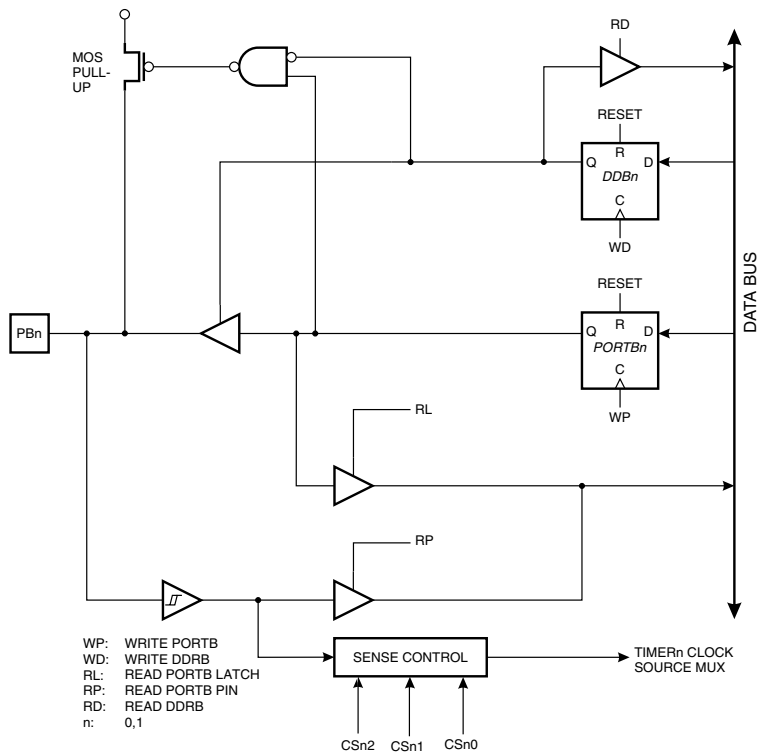 RD
MOS
PULL-
UP
RESET
R
Q
D
DDBn
C
WD
RESET
R
Q
D
PORTBn
C
WP
PBn
DATA BUS
RL
RP
WP: WRITE PORTB
WD: WRITE DDRB
RL: READ PORTB LATCH
RP: READ PORTB PIN
RD: READ DDRB
n: 0,1
SENSE CONTROL
TIMERn CLOCK
SOURCE MUX
CSn2 CSn1 CSn0